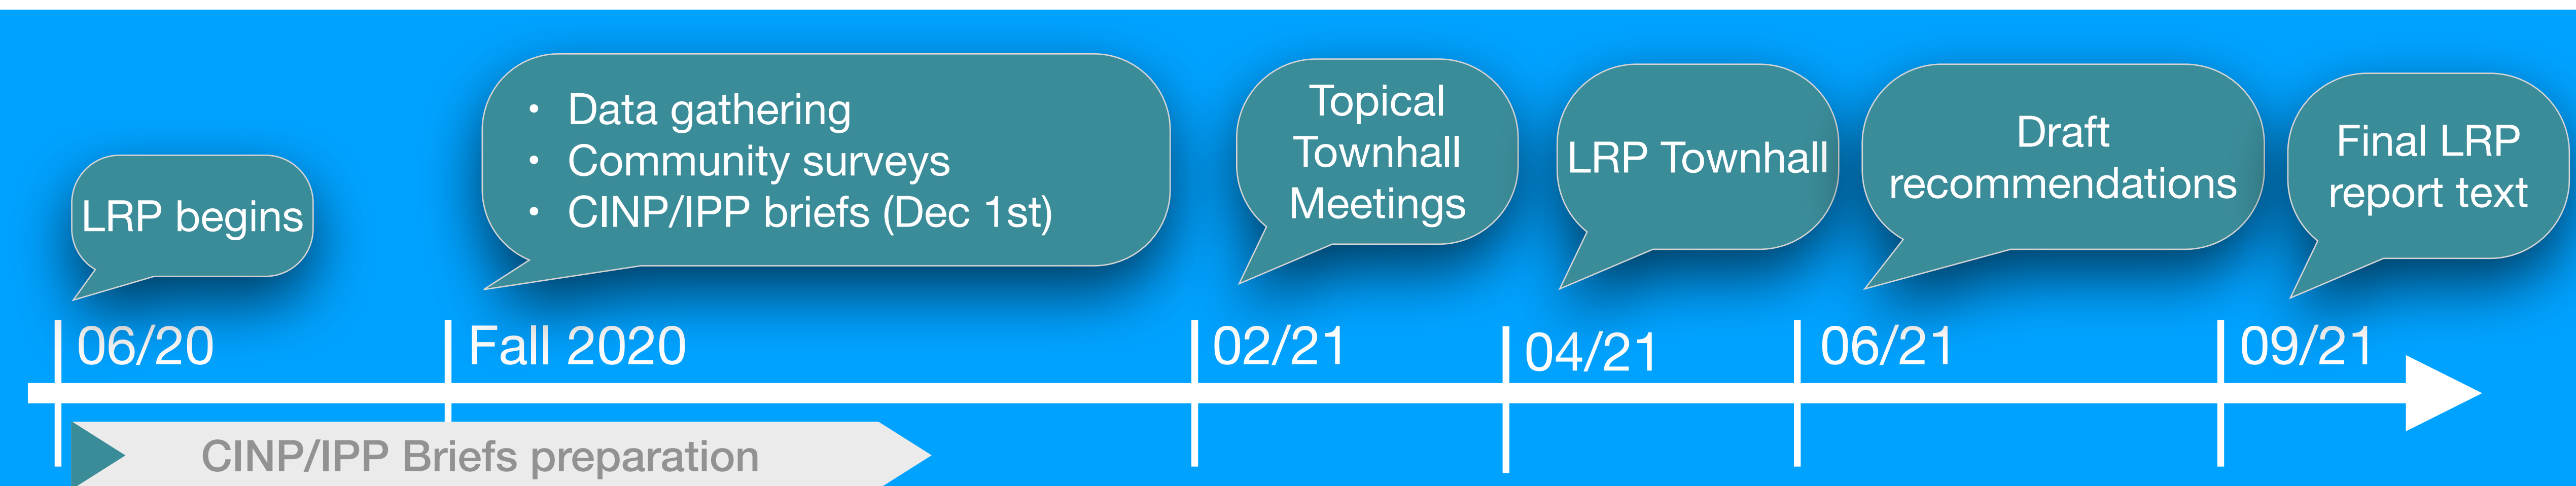 LRP begins
• Data gathering
• Community surveys
• CINP/IPP briefs (Dec 1st)
Topical
Townhall
Meetings
LRP Townhall
Draft
recommendations
Final LRP
report text
06/20
Fall 2020
02/21
04/21
06/21
09/21
CINP/IPP Briefs preparation